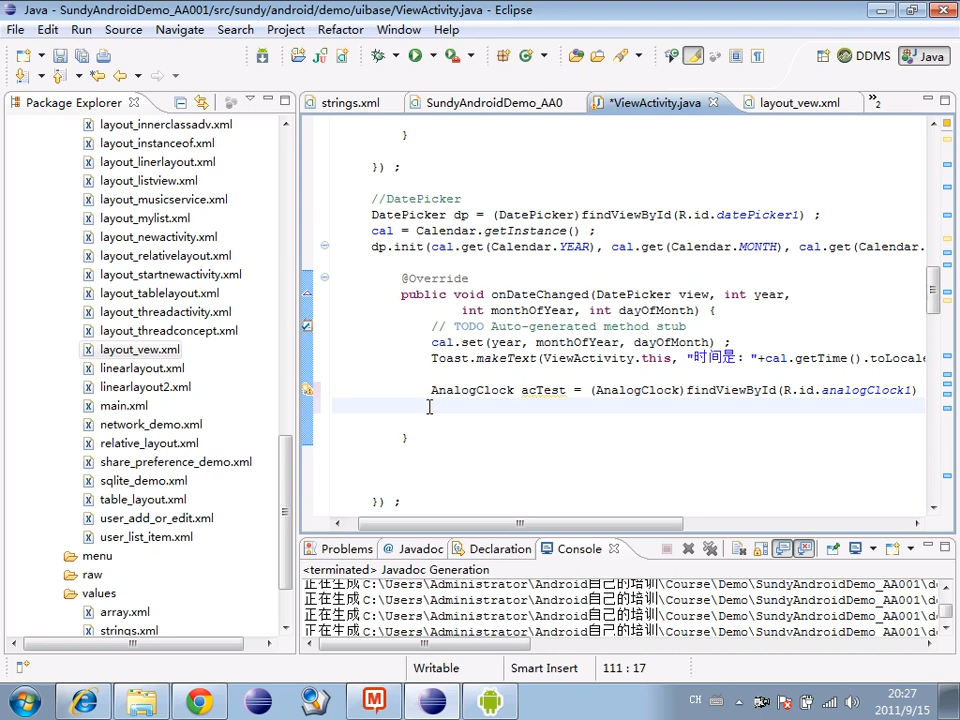 Java - SundyAndroidDemo_AA001/src/sundy/android/demo/uibase/ViewActivity.java - Eclipse
File Edit Run Source Navigate Search Project Refactor Window Help
DDMS Java
Package Explorer
strings.xml SundyAndroidDemo_AA0 *ViewActivity.java layout_vew.xml »2
layout_innerclassadv.xml
layout_instanceof.xml
layout_linerlayout.xml
layout_listview.xml
layout_musicservice.xml
layout_mylist.xml
layout_newactivity.xml
layout_relativelayout.xml
layout_startnewactivity.xml
layout_tablelayout.xml
layout_threadactivity.xml
layout_threadconcept.xml
layout_vew.xml
linearlayout.xml
linearlayout2.xml
main.xml
network_demo.xml
relative_layout.xml
share_preference_demo.xml
sqlite_demo.xml
table_layout.xml
user_add_or_edit.xml
user_list_item.xml
menu
raw
values
array.xml
strings.xml
}
}) ;
//DatePicker
DatePicker dp = (DatePicker)findViewById(R.id.datePicker1) ;
cal = Calendar.getInstance() ;
dp.init(cal.get(Calendar.YEAR), cal.get(Calendar.MONTH), cal.get(Calendar.
@Override
public void onDateChanged(DatePicker view, int year,
int monthOfYear, int dayOfMonth) {
// TODO Auto-generated method stub
cal.set(year, monthOfYear, dayOfMonth) ;
Toast.makeText(ViewActivity.this, "时间是："+cal.getTime().toLocale
AnalogClock acTest = (AnalogClock)findViewById(R.id.analogClock1)
}
}) ;
Problems Javadoc Declaration Console
<terminated> Javadoc Generation
正在生成 C:\Users\Administrator\Android自己的培训\Course\Demo\SundyAndroidDemo_AA001\d
正在生成 C:\Users\Administrator\Android自己的培训\Course\Demo\SundyAndroidDemo_AA001\d
正在生成 C:\Users\Administrator\Android自己的培训\Course\Demo\SundyAndroidDemo_AA001\d
正在生成 C:\Users\Administrator\Android自己的培训\Course\Demo\SundyAndroidDemo_AA001\d
Writable Smart Insert 111 : 17
CH
20:27
2011/9/15